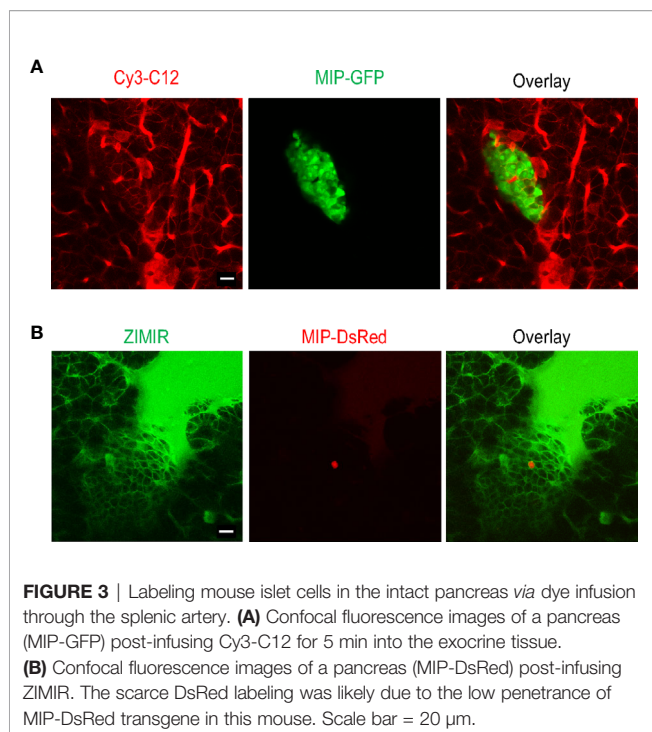 A
Cy3-C12 MIP-GFP Overlay
B
ZIMIR MIP-DsRed Overlay
FIGURE 3 | Labeling mouse islet cells in the intact pancreas via dye infusion
through the splenic artery. (A) Confocal fluorescence images of a pancreas
(MIP-GFP) post-infusing Cy3-C12 for 5 min into the exocrine tissue.
(B) Confocal fluorescence images of a pancreas (MIP-DsRed) post-infusing
ZIMIR. The scarce DsRed labeling was likely due to the low penetrance of
MIP-DsRed transgene in this mouse. Scale bar = 20 μm.